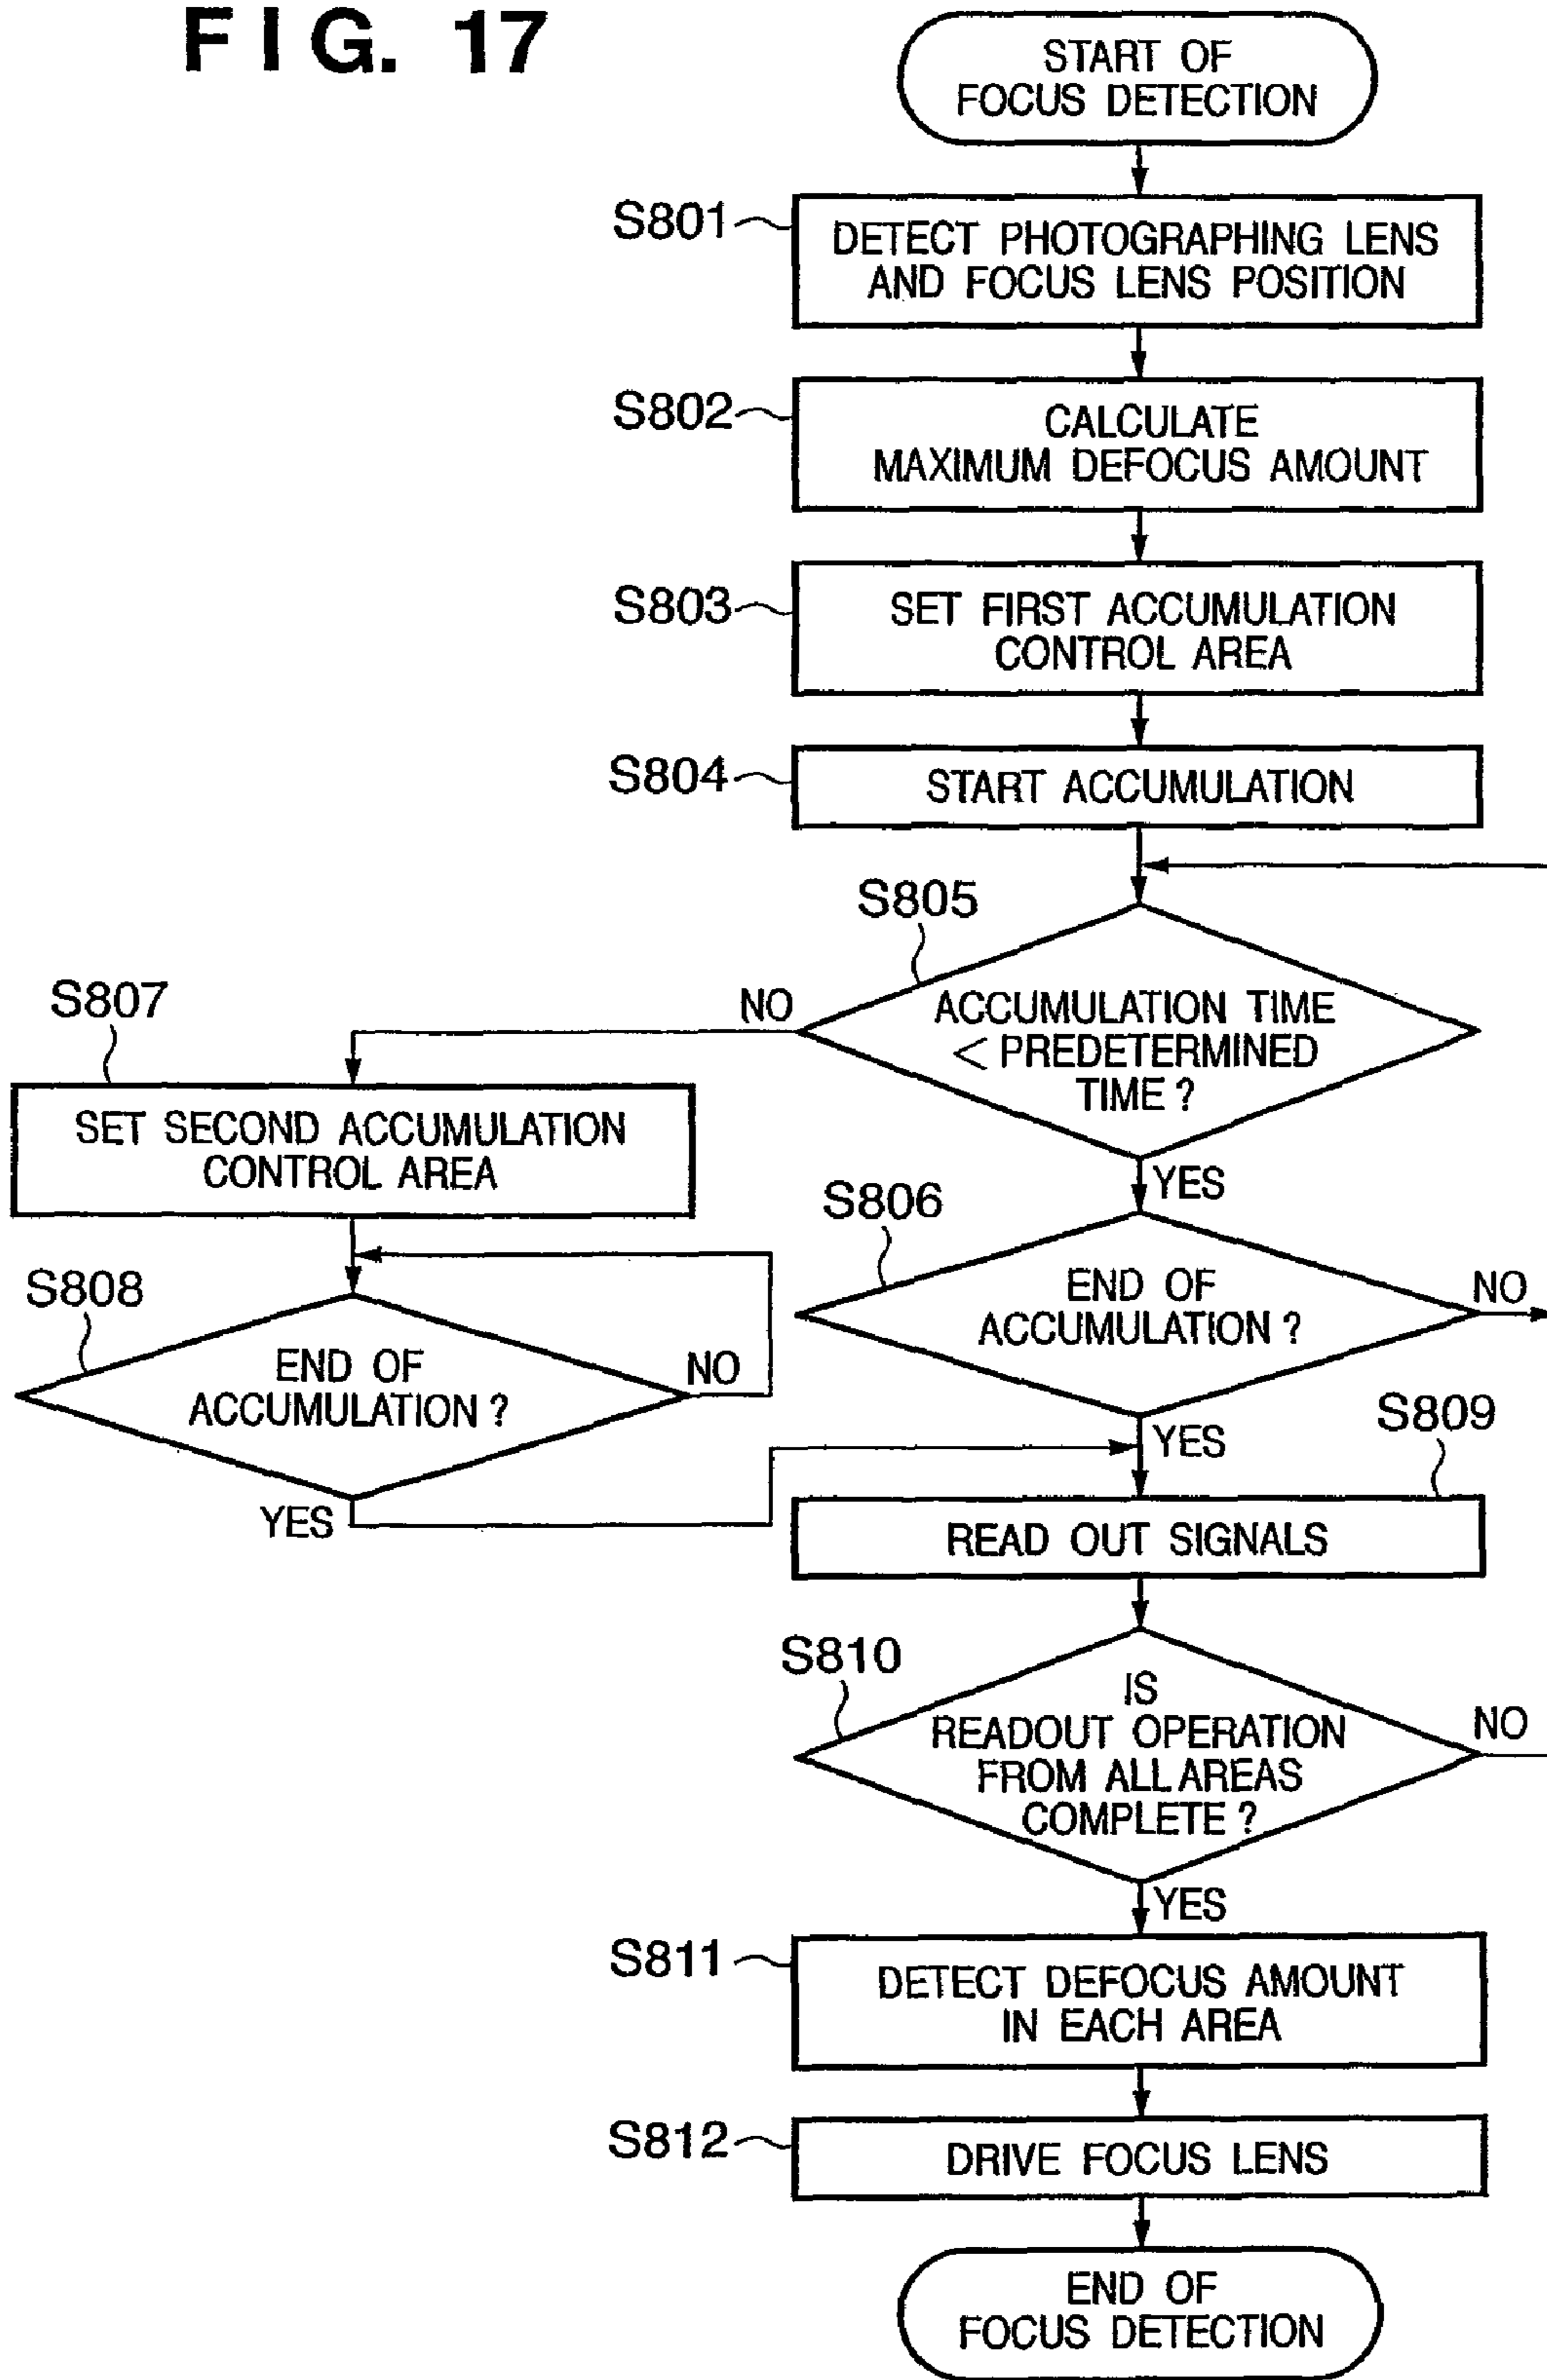 FIG. 17
START OF
FOCUS DETECTION
S801
DETECT PHOTOGRAPHING LENS
AND FOCUS LENS POSITION
S802
CALCULATE
MAXIMUM DEFOCUS AMOUNT
S803
SET FIRST ACCUMULATION
CONTROL AREA
S804
START ACCUMULATION
S805
ACCUMULATION TIME
< PREDETERMINED
TIME ?
NO
YES
S807
SET SECOND ACCUMULATION
CONTROL AREA
S806
END OF
ACCUMULATION ?
NO
YES
S808
END OF
ACCUMULATION ?
NO
YES
S809
READ OUT SIGNALS
S810
IS
READOUT OPERATION
FROM ALL AREAS
COMPLETE ?
NO
YES
S811
DETECT DEFOCUS AMOUNT
IN EACH AREA
S812
DRIVE FOCUS LENS
END OF
FOCUS DETECTION